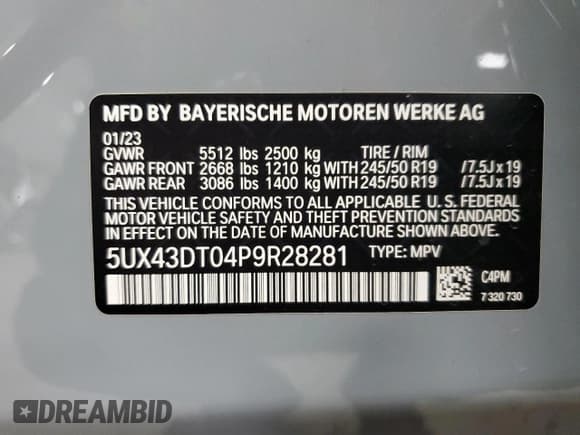 MFD BY BAYERISCHE MOTOREN WERKE AG
01/23
GVWR 5512 lbs 2500 kg TIRE / RIM
GAWR FRONT 2668 lbs 1210 kg WITH 245/50 R19 /7.5J x 19
GAWR REAR 3086 lbs 1400 kg WITH 245/50 R19 /7.5J x 19
THIS VEHICLE CONFORMS TO ALL APPLICABLE U. S. FEDERAL
MOTOR VEHICLE SAFETY AND THEFT PREVENTION STANDARDS
IN EFFECT ON THE DATE OF MANUFACTURE SHOWN ABOVE.
5UX43DT04P9R28281 TYPE: MPV
C4PM
7 320 730
DREAMBID